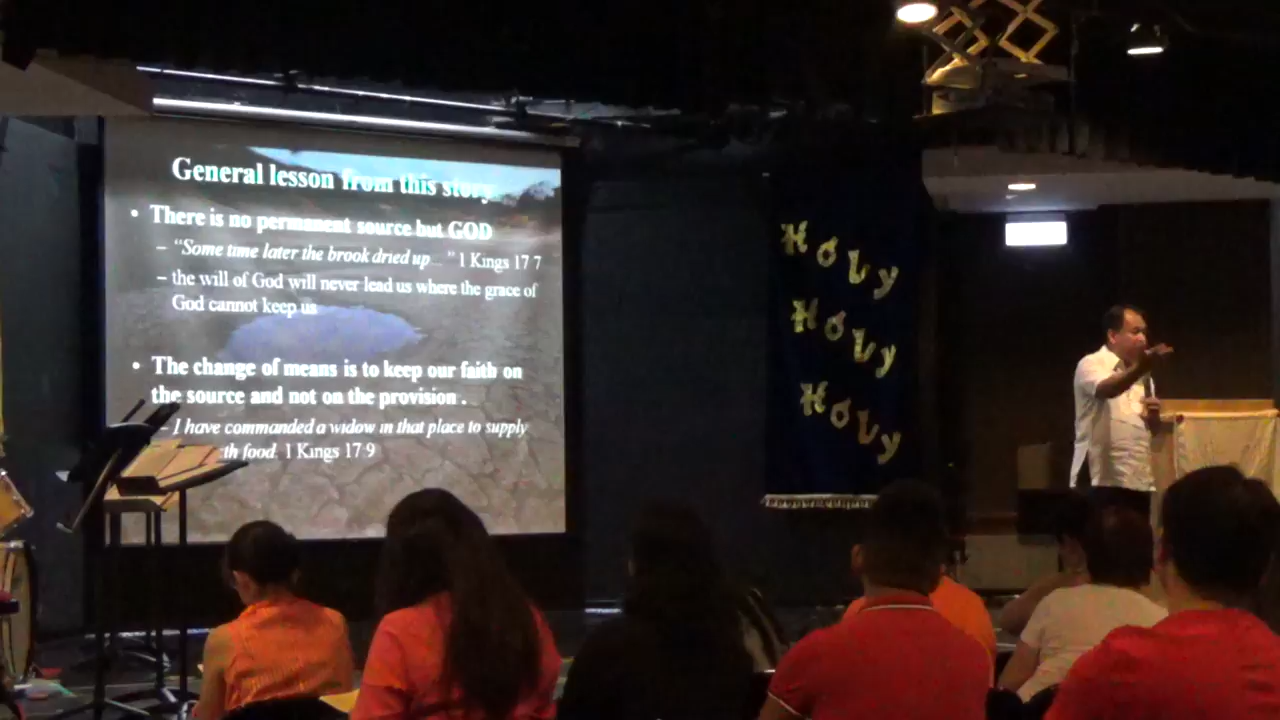 General lesson from this story
• There is no permanent source but GOD
– "Some time later the brook dried up..." 1 Kings 17 7
– the will of God will never lead us where the grace of
God cannot keep us
• The change of means is to keep our faith on
the source and not on the provision .
– I have commanded a widow in that place to supply
th food. 1 Kings 17 9
HOLY
HOLY
HOLY